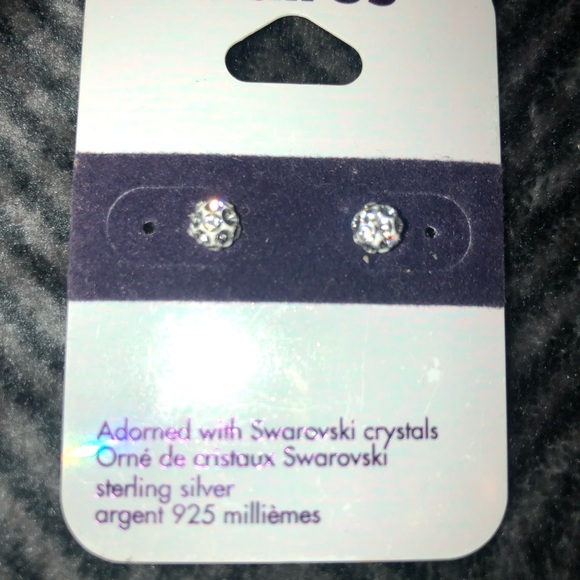 Adorned with Swarovski crystals
Orné de cristaux Swarovski
sterling silver
argent 925 millièmes